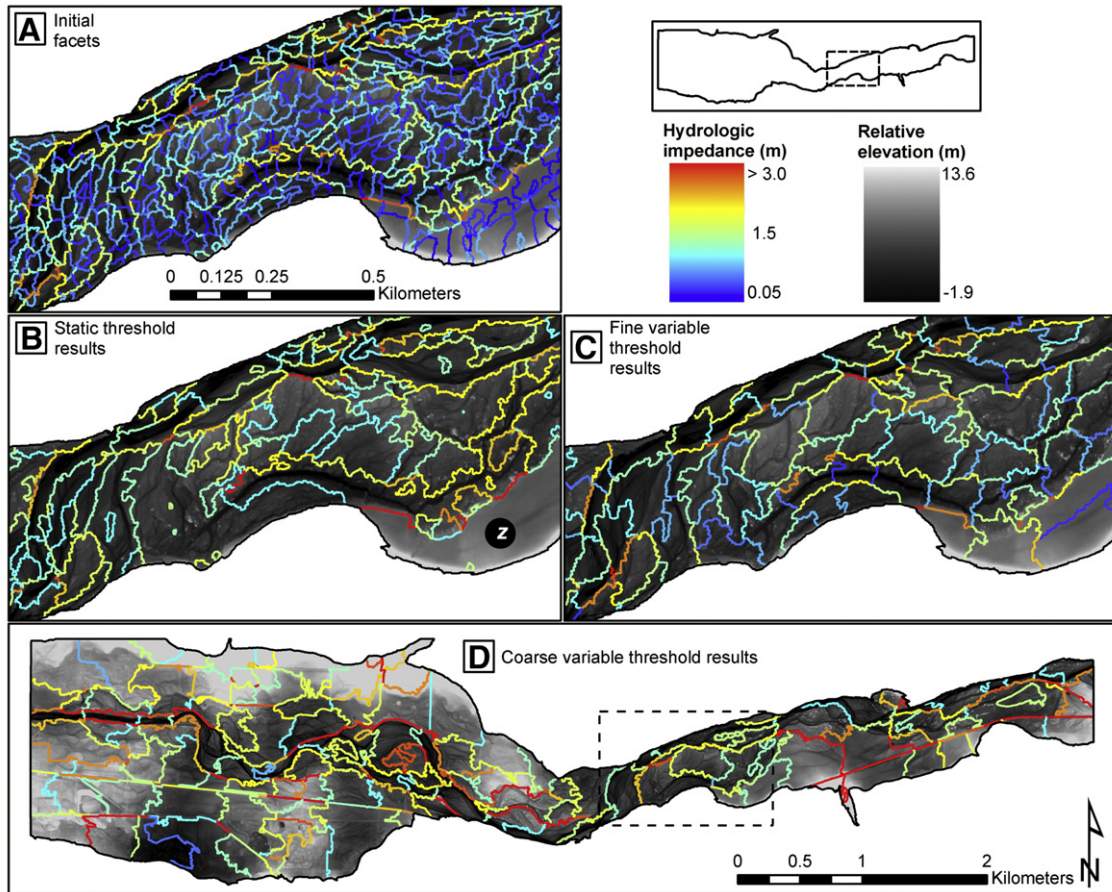 A Initial
facets
0 0.125 0.25 0.5
Kilometers
Hydrologic
impedance (m)
> 3.0
1.5
0.05
Relative
elevation (m)
13.6
-1.9
B Static threshold
results
z
C Fine variable
threshold
results
D Coarse variable threshold results
0 0.5 1 2
Kilometers
N